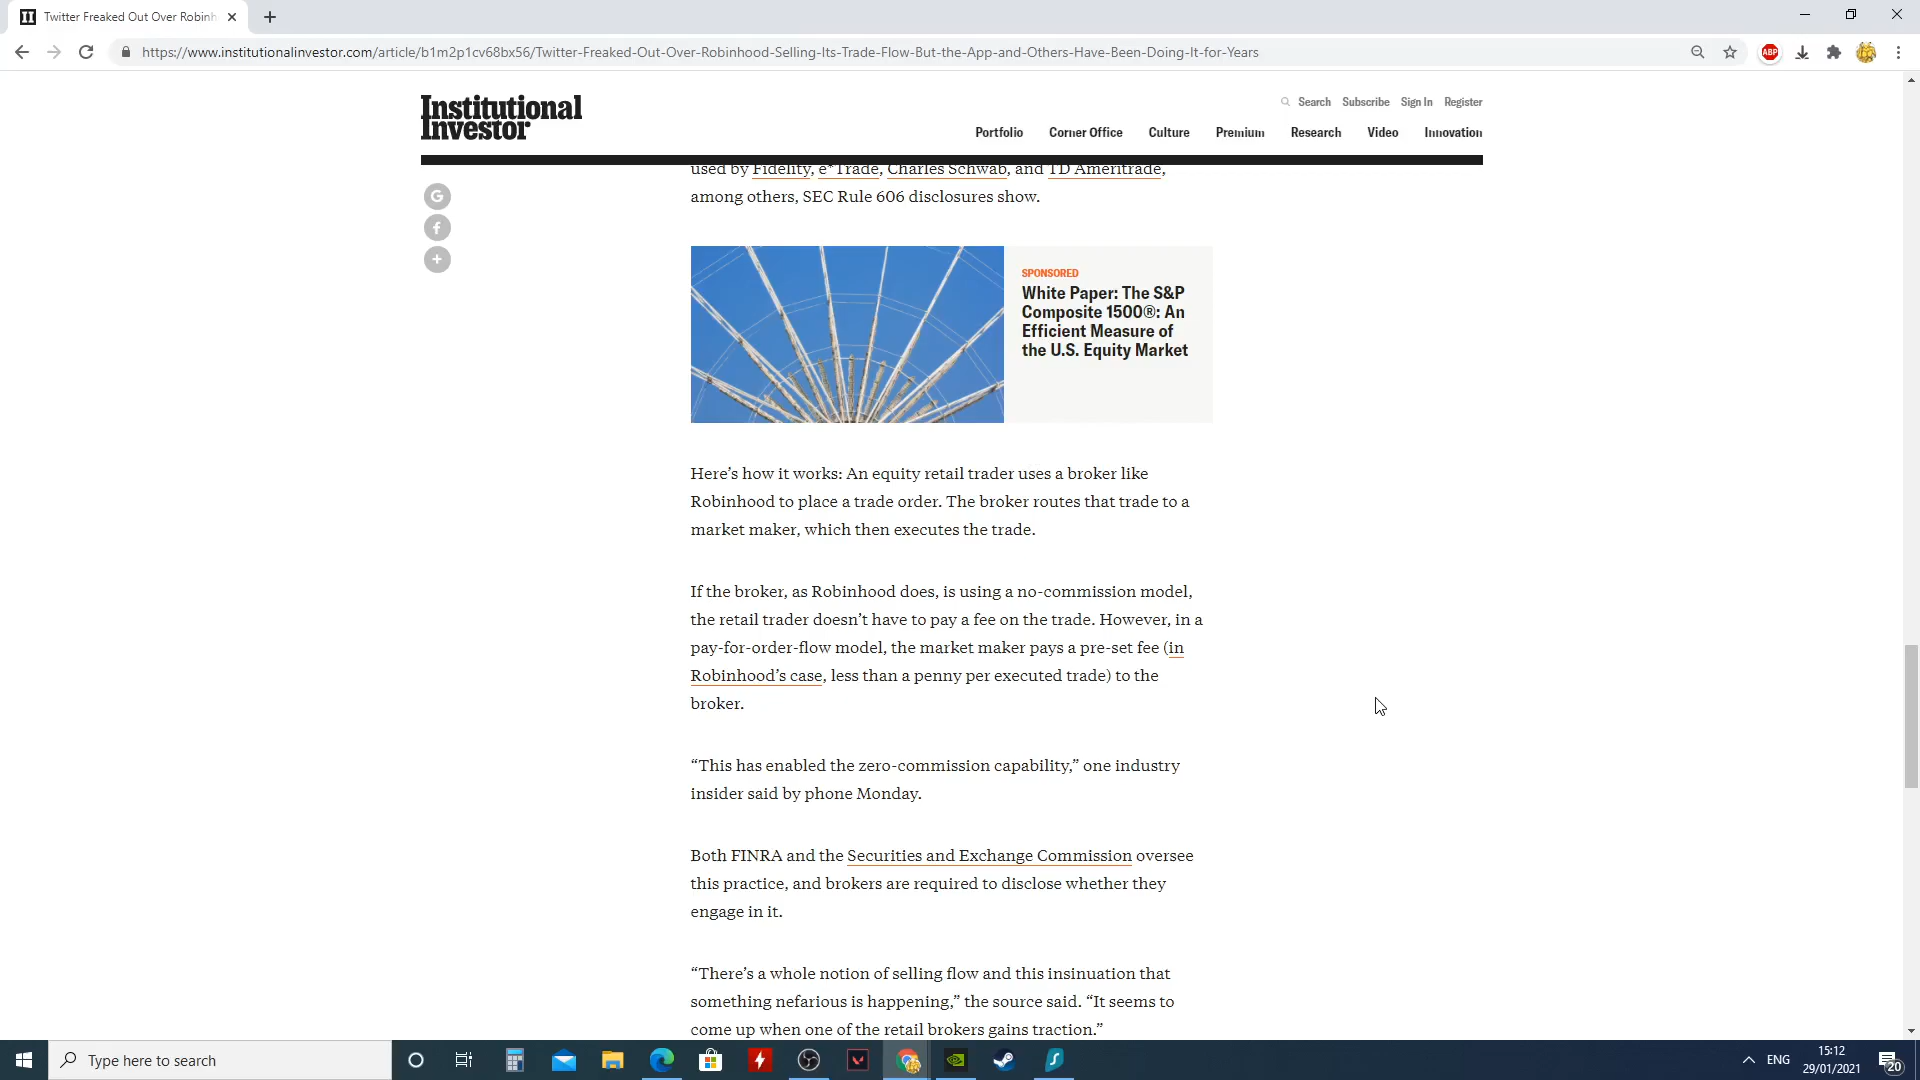 Twitter Freaked Out Over Robinh
https://www.institutionalinvestor.com/article/b1m2p1cv68bx56/Twitter-Freaked-Out-Over-Robinhood-Selling-Its-Trade-Flow-But-the-App-and-Others-Have-Been-Doing-It-for-Years
ABP
Institutional
Investor
Search Subscribe Sign In Register
Portfolio Corner Office Culture Premium Research Video Innovation
used by Fidelity, e*Trade, Charles Schwab, and TD Ameritrade,
among others, SEC Rule 606 disclosures show.
SPONSORED
White Paper: The S&P
Composite 1500®: An
Efficient Measure of
the U.S. Equity Market
Here’s how it works: An equity retail trader uses a broker like
Robinhood to place a trade order. The broker routes that trade to a
market maker, which then executes the trade.
If the broker, as Robinhood does, is using a no-commission model,
the retail trader doesn’t have to pay a fee on the trade. However, in a
pay-for-order-flow model, the market maker pays a pre-set fee (in
Robinhood’s case, less than a penny per executed trade) to the
broker.
“This has enabled the zero-commission capability,” one industry
insider said by phone Monday.
Both FINRA and the Securities and Exchange Commission oversee
this practice, and brokers are required to disclose whether they
engage in it.
“There’s a whole notion of selling flow and this insinuation that
something nefarious is happening,” the source said. “It seems to
come up when one of the retail brokers gains traction.”
Type here to search
ENG
15:12
29/01/2021
20